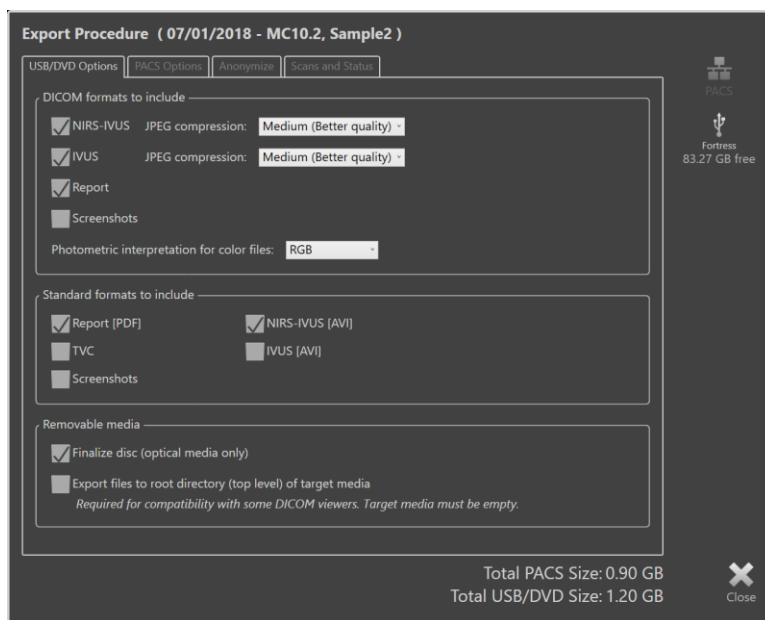 Export Procedure ( 07/01/2018 - MC10.2, Sample2 )
USB/DVD Options PACS Options Anonymize Scans and Status
PACS
Fortress
83.27 GB free
DICOM formats to include
NIRS-IVUS JPEG compression: Medium (Better quality)
IVUS JPEG compression: Medium (Better quality)
Report
Screenshots
Photometric interpretation for color files: RGB
Standard formats to include
Report [PDF] NIRS-IVUS [AVI]
TVC IVUS [AVI]
Screenshots
Removable media
Finalize disc (optical media only)
Export files to root directory (top level) of target media
Required for compatibility with some DICOM viewers. Target media must be empty.
Total PACS Size: 0.90 GB
Total USB/DVD Size: 1.20 GB
Close